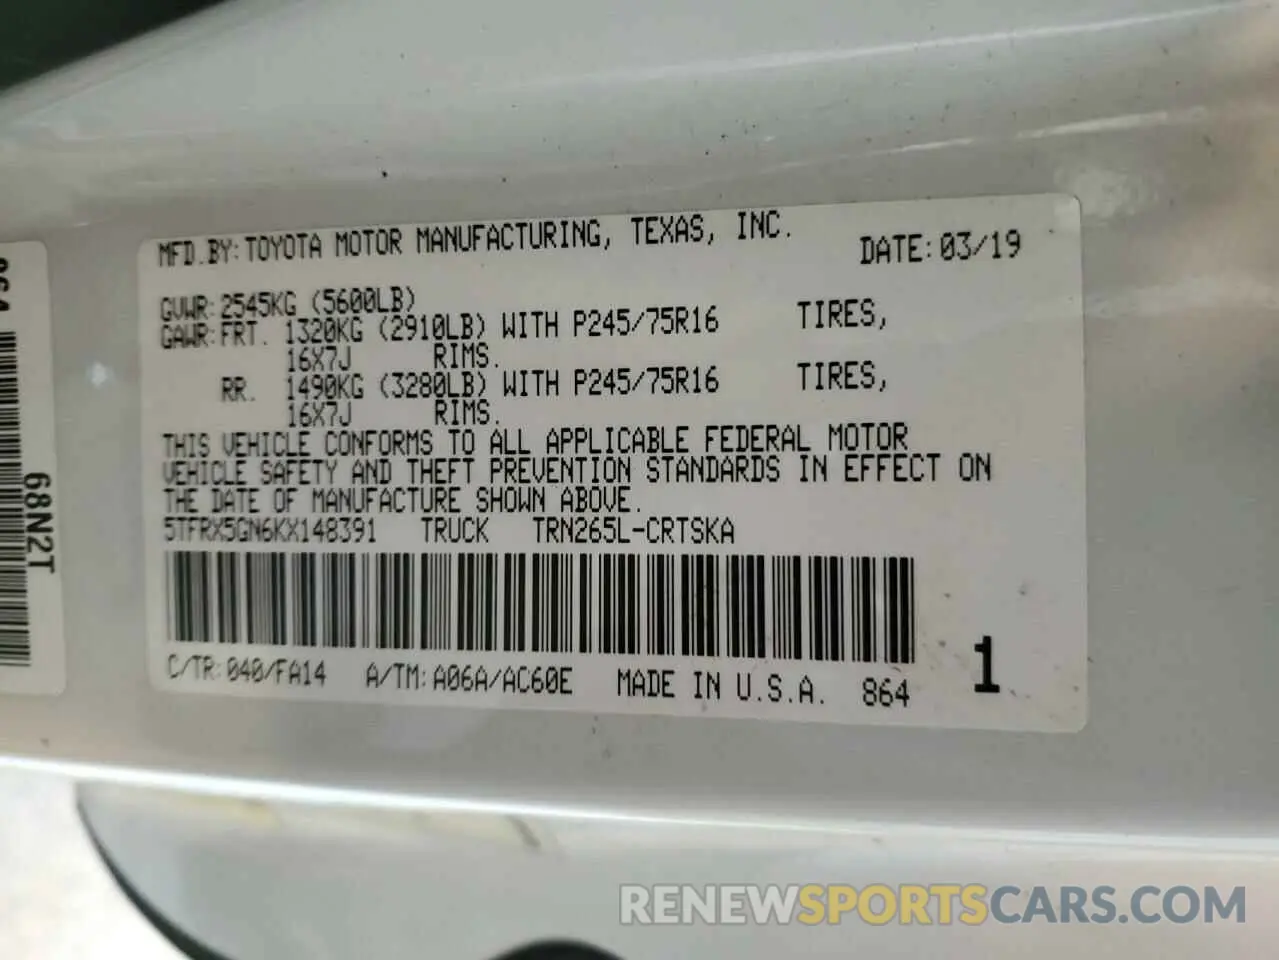 MFD.BY:TOYOTA MOTOR MANUFACTURING, TEXAS, INC.
DATE:03/19
GVWR:2545KG (5600LB)
GAWR:FRT. 1320KG (2910LB) WITH P245/75R16 TIRES,
16X7J RIMS.
RR. 1490KG (3280LB) WITH P245/75R16 TIRES,
16X7J RIMS.
THIS VEHICLE CONFORMS TO ALL APPLICABLE FEDERAL MOTOR
VEHICLE SAFETY AND THEFT PREVENTION STANDARDS IN EFFECT ON
THE DATE OF MANUFACTURE SHOWN ABOVE.
5TFRX5GN6KX148391 TRUCK TRN265L-CRTSKA
C/TR:040/FA14 A/TM:A06A/AC60E MADE IN U.S.A. 864 1
864
68N2T
RENEWSPORTSCARS.COM